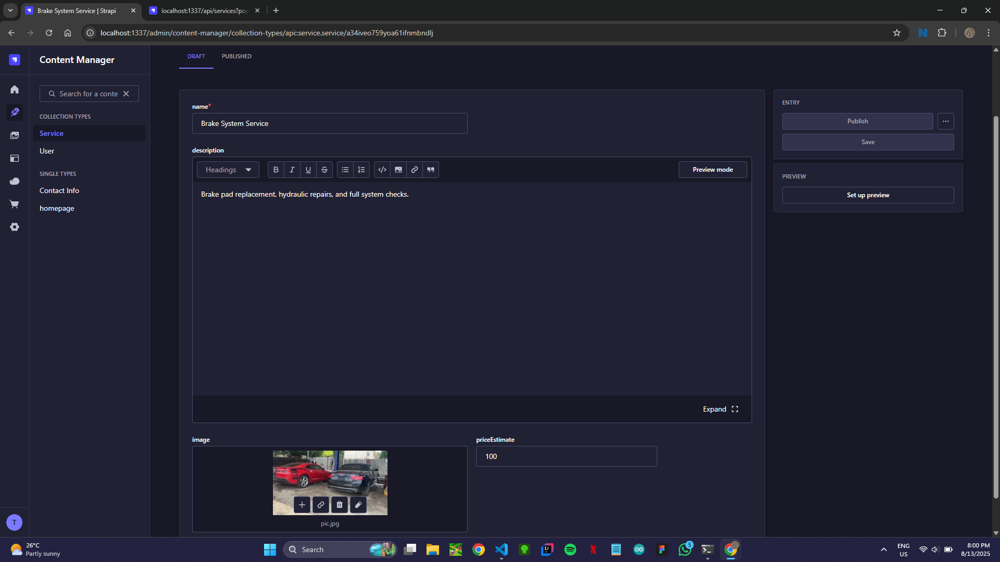 Brake System Service | Strapi
localhost:1337/api/services?pop
localhost:1337/admin/content-manager/collection-types/api::service.service/a34iveo759yoa61ifnmbndlj
Content Manager
Search for a conte
COLLECTION TYPES
Service
User
SINGLE TYPES
Contact Info
homepage
T
DRAFT
PUBLISHED
name*
Brake System Service
description
Headings
B I U S
Preview mode
Brake pad replacement, hydraulic repairs, and full system checks.
Expand
image
pic.jpg
priceEstimate
100
ENTRY
Publish
Save
PREVIEW
Set up preview
26°C
Partly sunny
Search
5
ENG
US
8:00 PM
8/13/2025